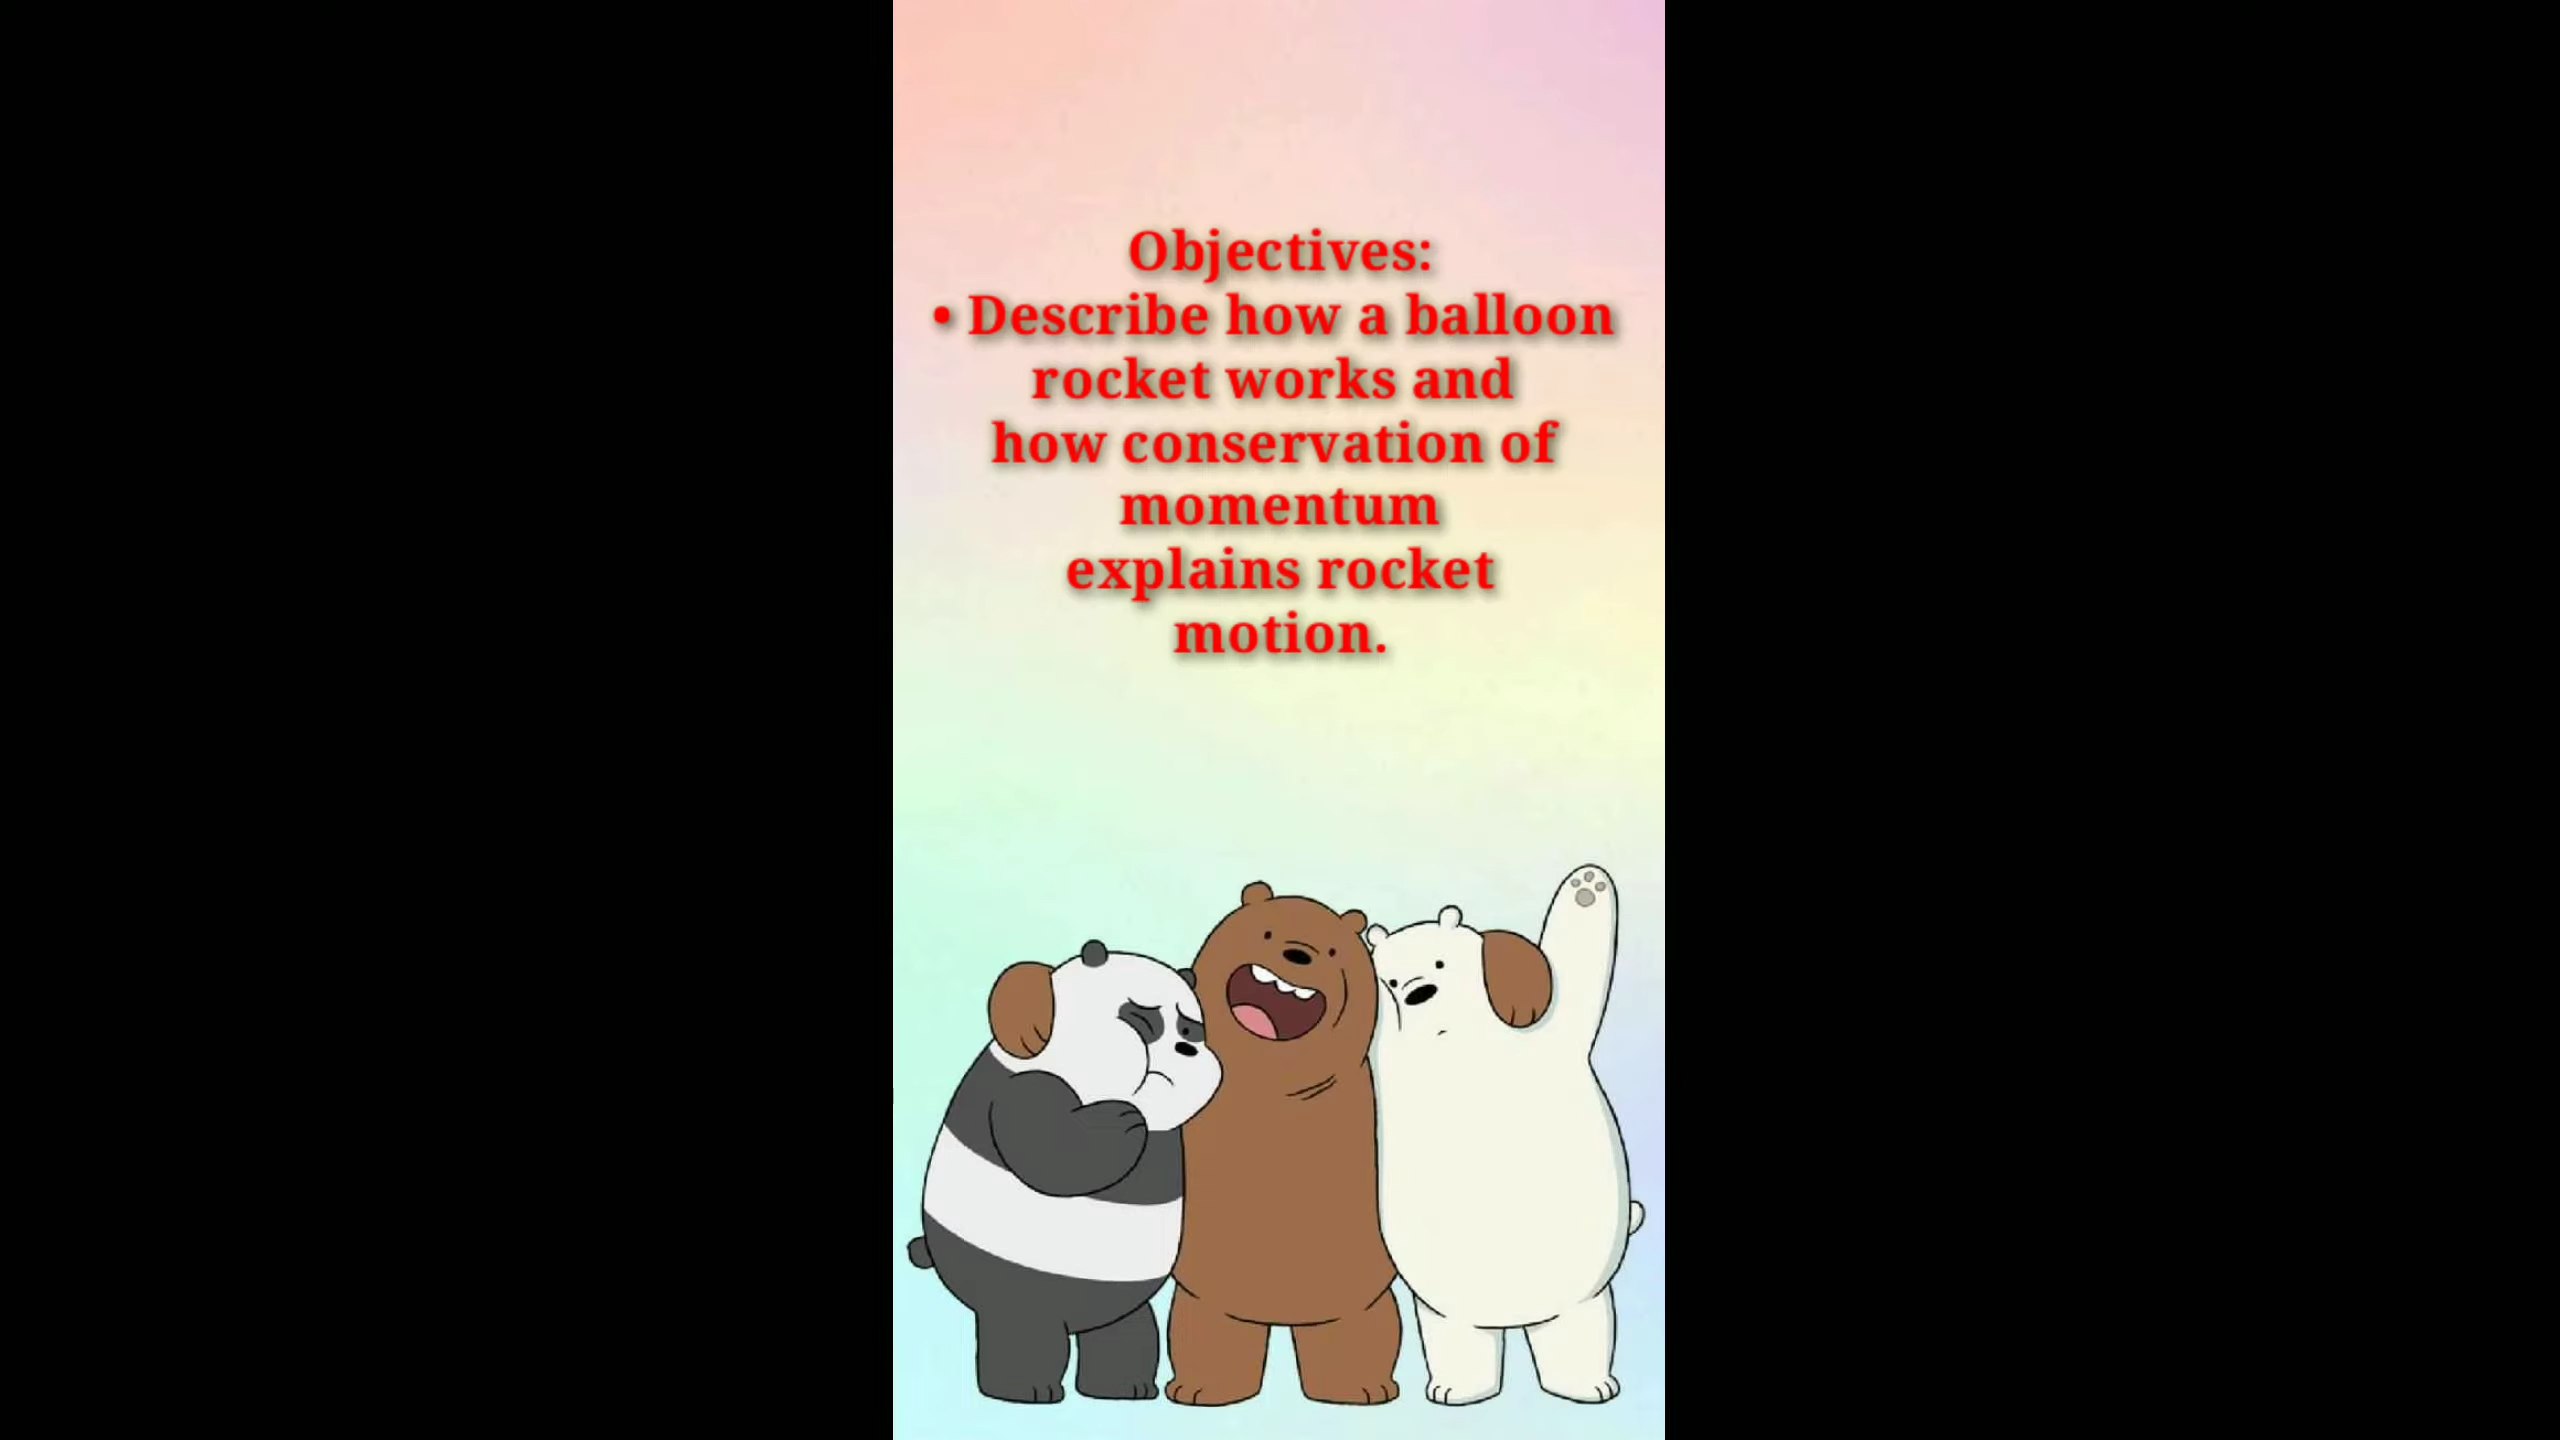 Objectives:
• Describe how a balloon
rocket works and
how conservation of
momentum
explains rocket
motion.